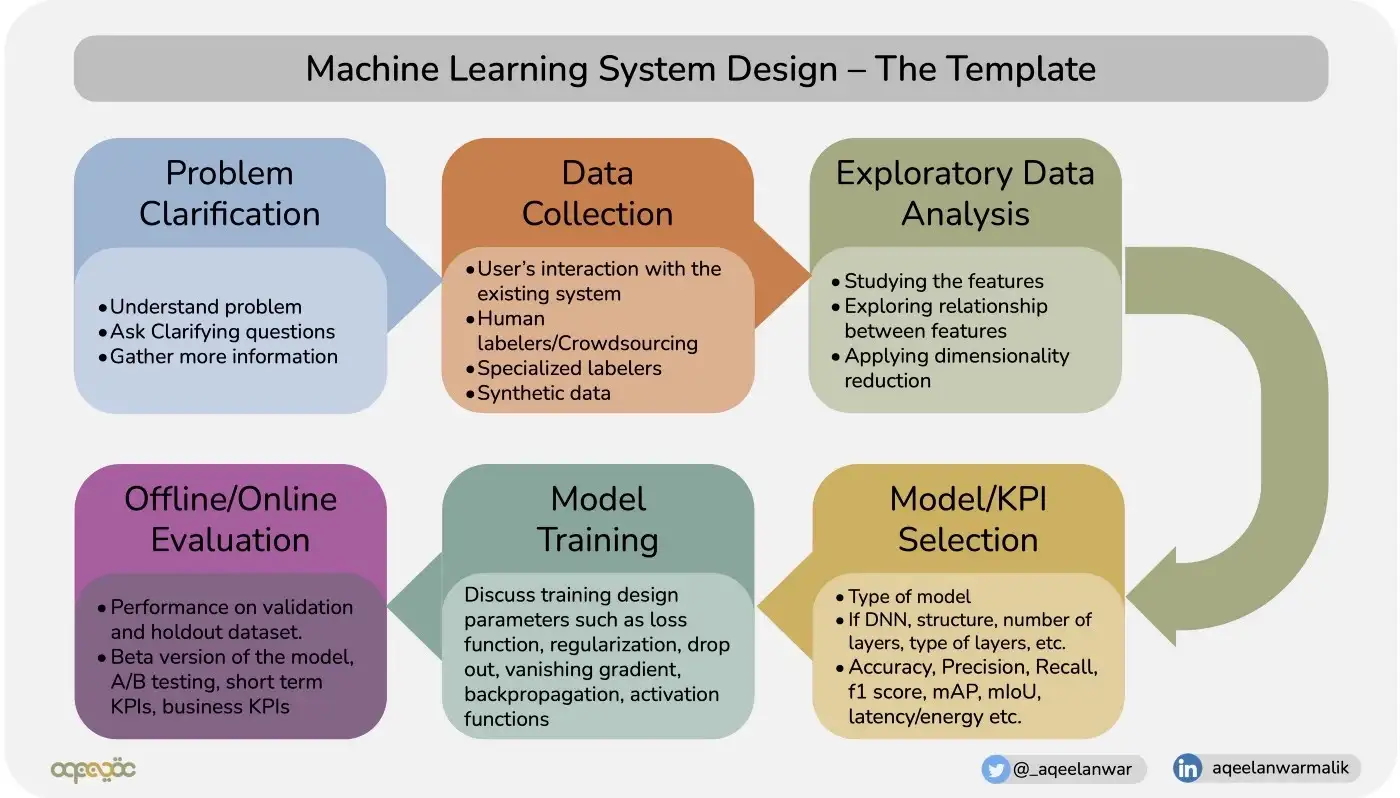 Machine Learning System Design – The Template
Problem
Clarification
•Understand problem
•Ask Clarifying questions
•Gather more information
Data
Collection
•User’s interaction with the
existing system
•Human
labelers/Crowdsourcing
•Specialized labelers
•Synthetic data
Exploratory Data
Analysis
•Studying the features
•Exploring relationship
between features
•Applying dimensionality
reduction
Model/KPI
Selection
•Type of model
•If DNN, structure, number of
layers, type of layers, etc.
•Accuracy, Precision, Recall,
f1 score, mAP, mIoU,
latency/energy etc.
Model
Training
Discuss training design
parameters such as loss
function, regularization, drop
out, vanishing gradient,
backpropagation, activation
functions
Offline/Online
Evaluation
•Performance on validation
and holdout dataset.
•Beta version of the model,
A/B testing, short term
KPIs, business KPIs
@_aqeelanwar
in aqeelanwarmalik